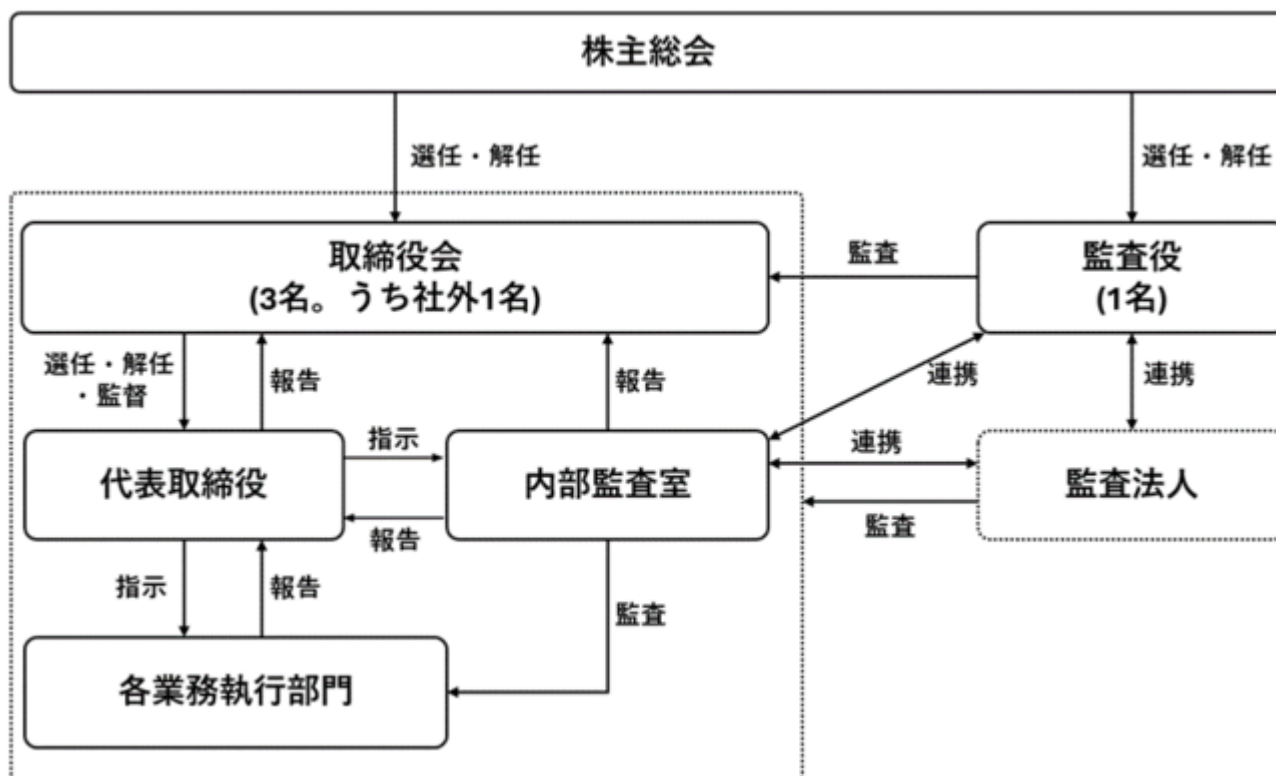 株主総会
選任・解任
選任・解任
取締役会
(3名。うち社外1名)
監査
監査役
(1名)
選任・解任
・監督
報告
報告
連携
連携
代表取締役
指示
報告
内部監査室
連携
監査
監査法人
指示
報告
監査
各業務執行部門